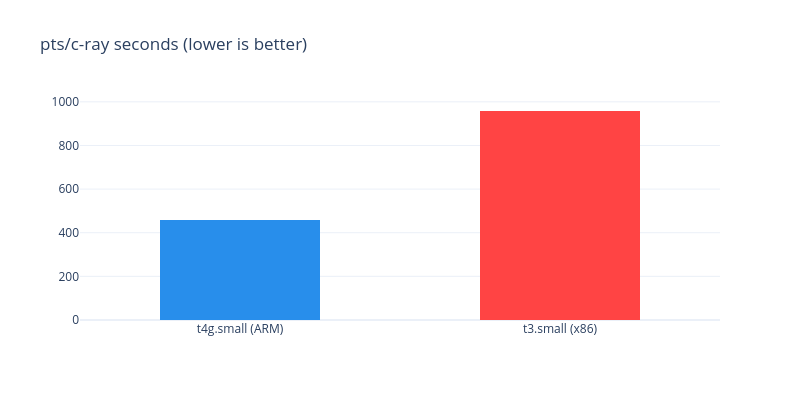 pts/c-ray seconds (lower is better)
1000
800
600
400
200
0
t4g.small (ARM)
t3.small (x86)